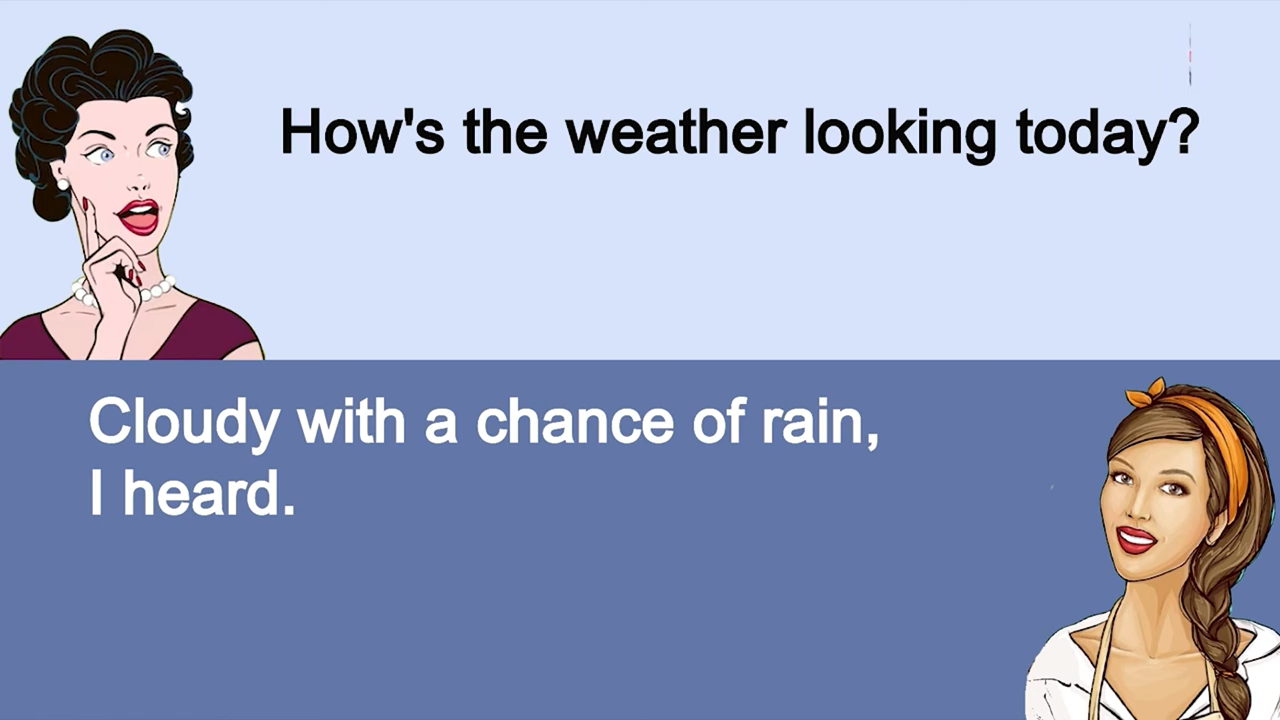 How's the weather looking today?
Cloudy with a chance of rain,
I heard.